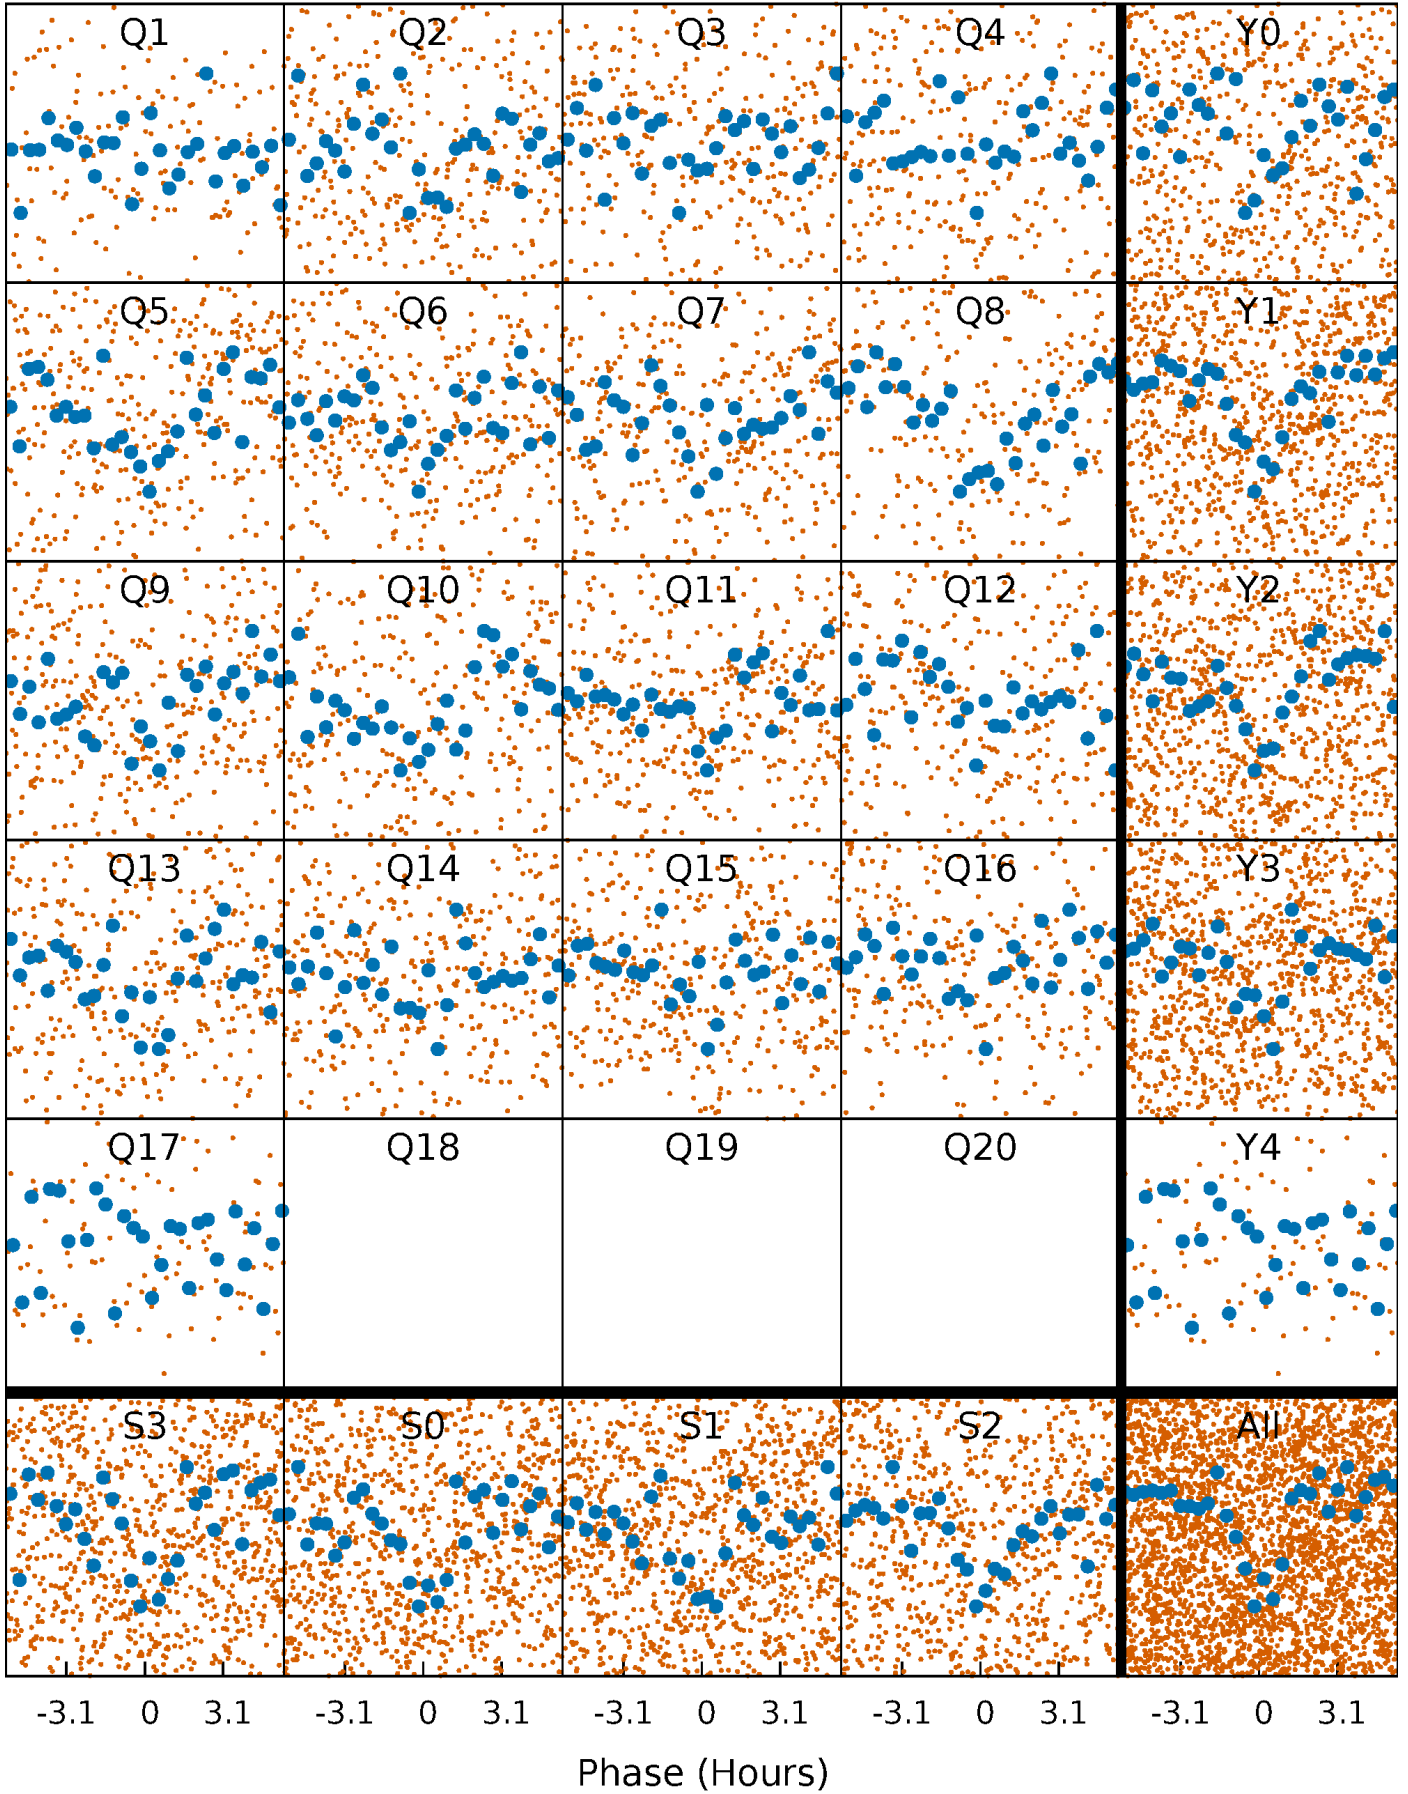 Q1 Q2 Q3 Q4 Y0
Q5 Q6 Q7 Q8 Y1
Q9 Q10 Q11 Q12 Y2
Q13 Q14 Q15 Q16 Y3
Q17 Q18 Q19 Q20 Y4
S3 S0 S1 S2 All
-3.1 0 3.1 -3.1 0 3.1 -3.1 0 3.1 -3.1 0 3.1 -3.1 0 3.1
Phase (Hours)